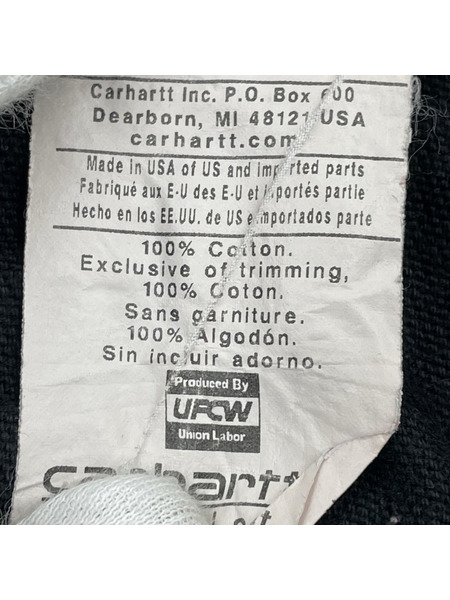 Carhartt Inc. P.O. Box 600
Dearborn, MI 48121 USA
carhartt.com
Made in USA of US and imported parts
Fabriqué aux E-U des E-U et importés partie
Hecho en los EE.UU. de US e importados parte
100% Cotton.
Exclusive of trimming,
100% Coton.
Sans garniture.
100% Algodón.
Sin incluir adorno.
Produced By
UFCW
Union Labor
carhartt